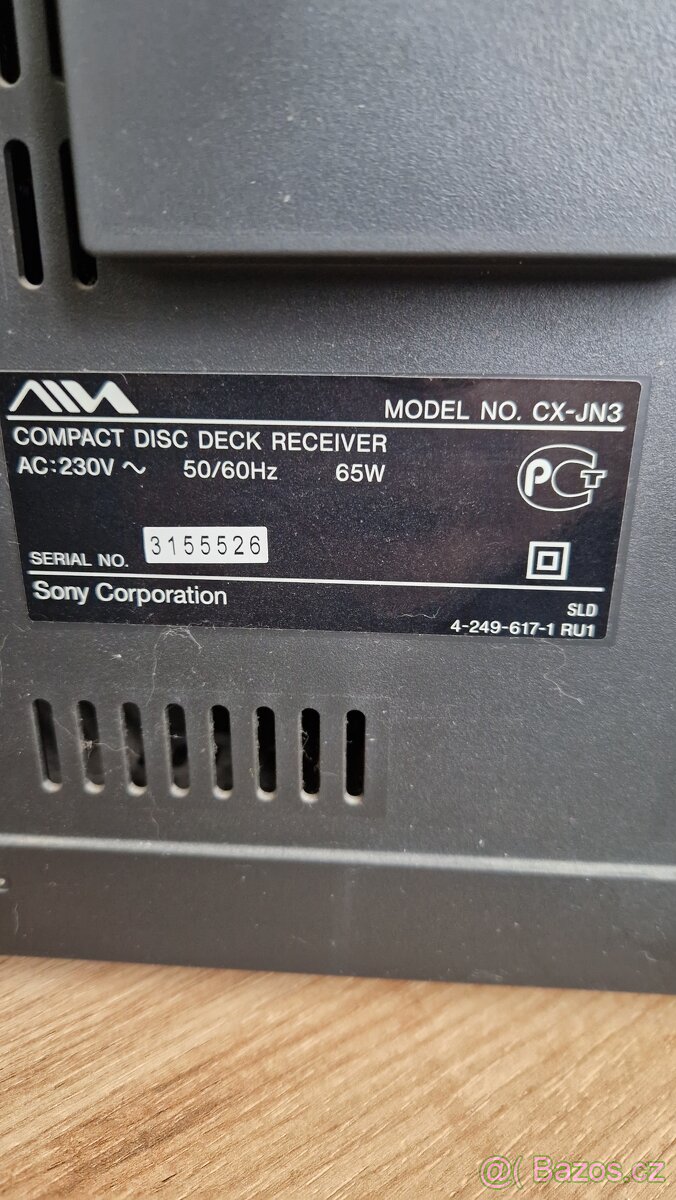 AIWA
MODEL NO. CX-JN3
COMPACT DISC DECK RECEIVER
AC:230V ~ 50/60Hz 65W
PCT
SERIAL NO. 3155526
Sony Corporation
SLD
4-249-617-1 RU1
@ Bazos.cz